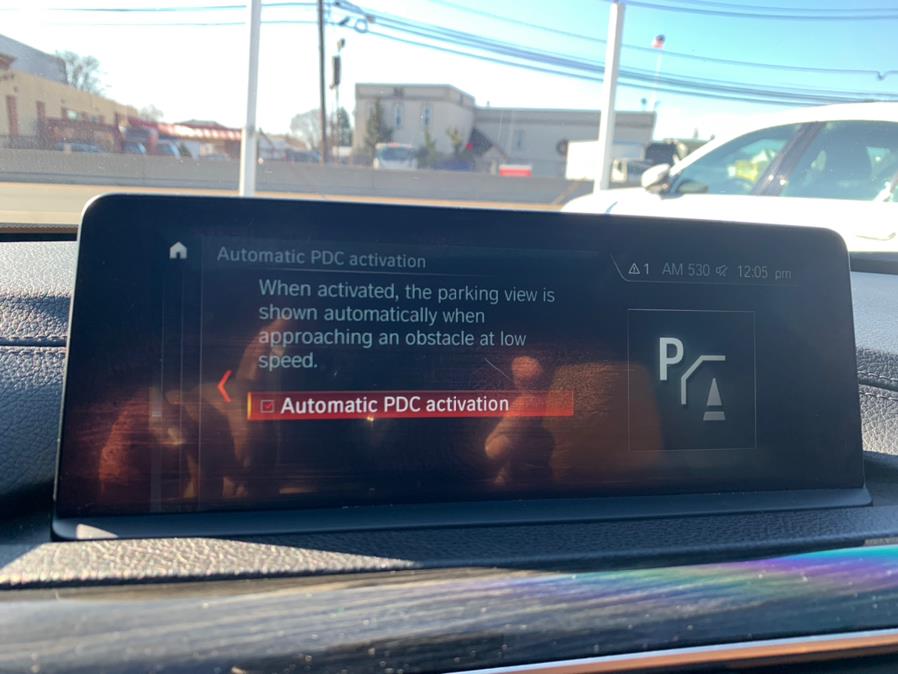 Automatic PDC activation
1 AM 530 12:05 pm
When activated, the parking view is
shown automatically when
approaching an obstacle at low
speed.
Automatic PDC activation
P